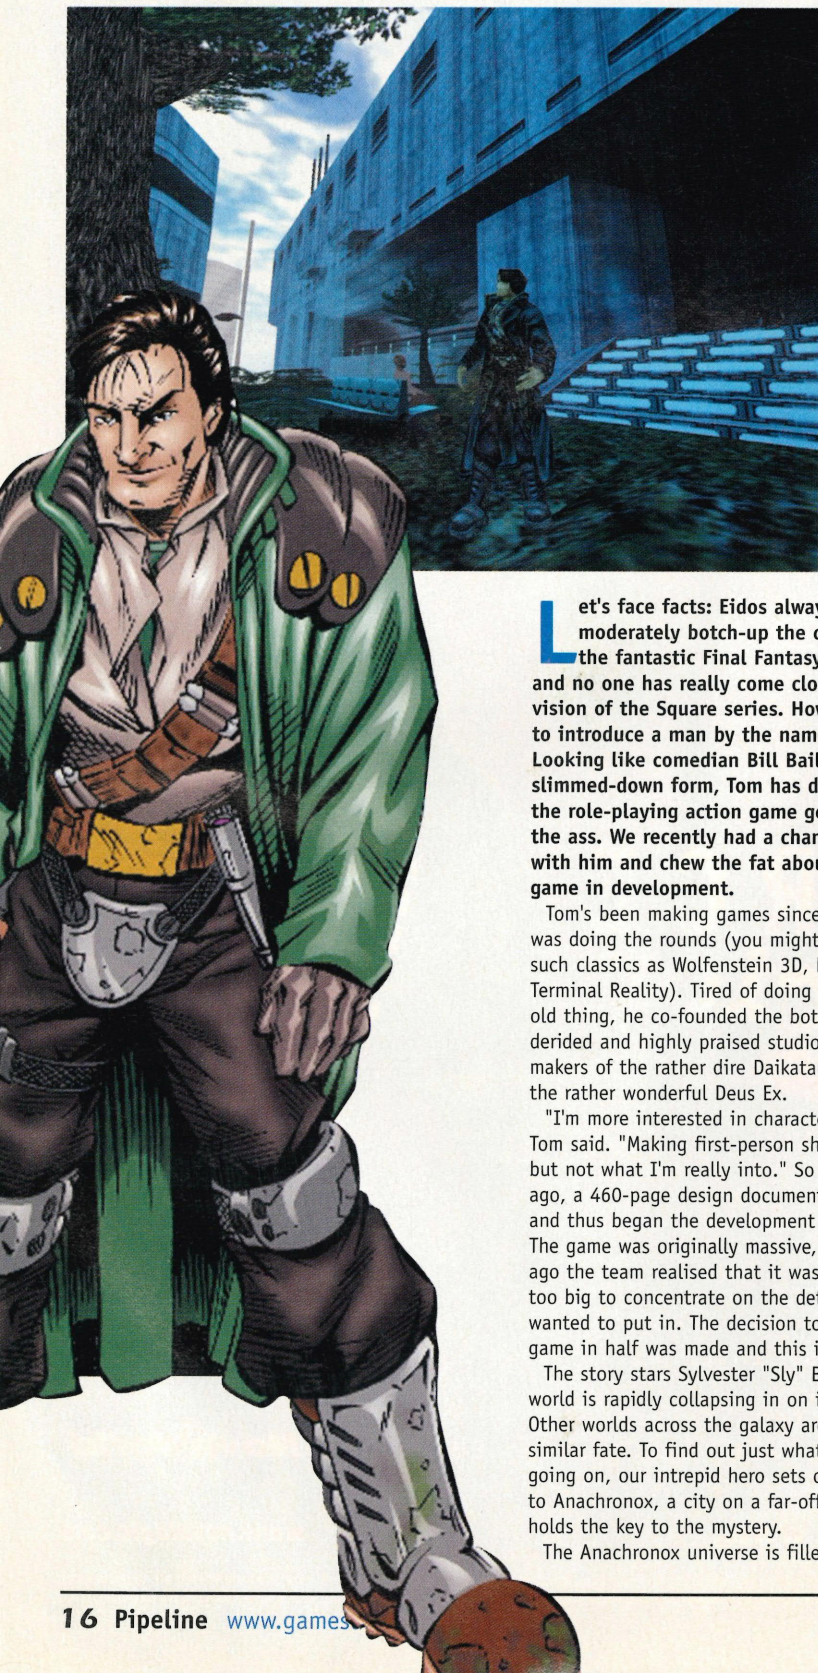 Let's face facts: Eidos alway
moderately botch-up the c
the fantastic Final Fantasy
and no one has really come clo
vision of the Square series. How
to introduce a man by the nam
Looking like comedian Bill Bail
slimmed-down form, Tom has d
the role-playing action game ge
the ass. We recently had a chan
with him and chew the fat abou
game in development.
Tom's been making games since
was doing the rounds (you might
such classics as Wolfenstein 3D,
Terminal Reality). Tired of doing
old thing, he co-founded the bot
derided and highly praised studio
makers of the rather dire Daikata
the rather wonderful Deus Ex.
"I'm more interested in characte
Tom said. "Making first-person sh
but not what I'm really into." So
ago, a 460-page design document
and thus began the development
The game was originally massive,
ago the team realised that it was
too big to concentrate on the det
wanted to put in. The decision to
game in half was made and this i
The story stars Sylvester "Sly" B
world is rapidly collapsing in on i
Other worlds across the galaxy ar
similar fate. To find out just what
going on, our intrepid hero sets o
to Anachronox, a city on a far-off
holds the key to the mystery.
The Anachronox universe is fille
16 Pipeline www.games